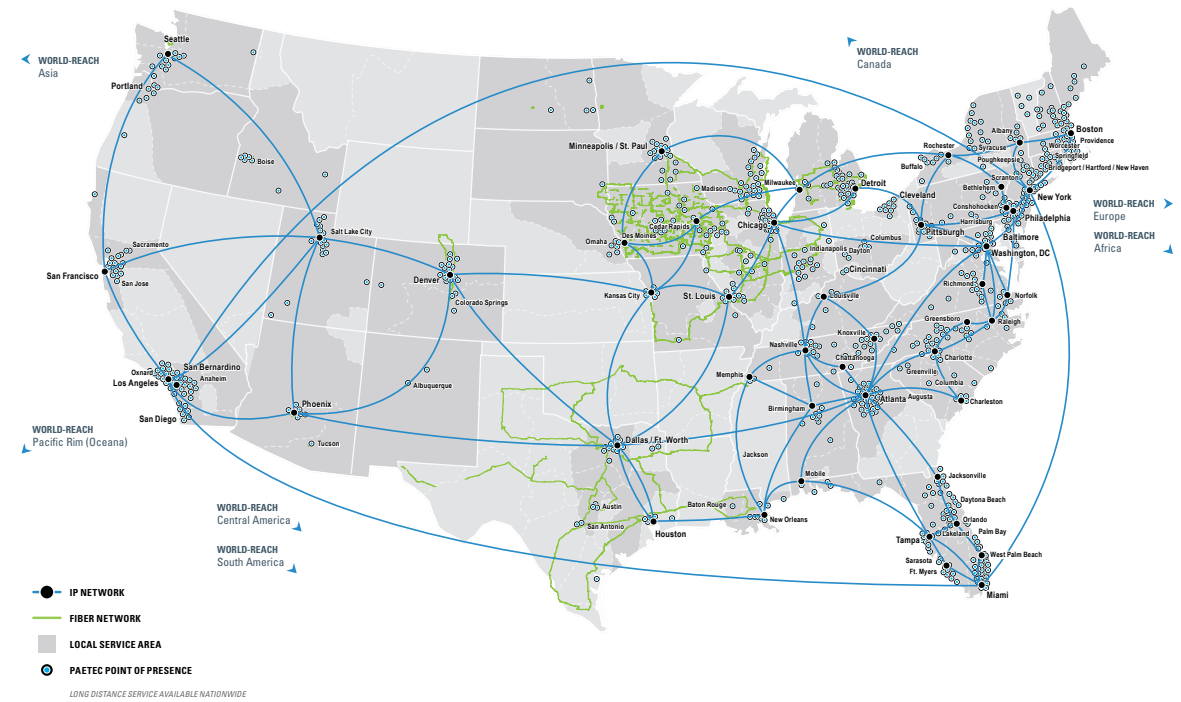 Seattle
WORLD-REACH
Asia
Portland
Boise
Salt Lake City
Sacramento
San Francisco
San Jose
Denver
Colorado Springs
Oxnard
San Bernardino
Los Angeles
Anaheim
San Diego
Phoenix
Tucson
Albuquerque
WORLD-REACH
Pacific Rim (Oceana)
WORLD-REACH
Central America
WORLD-REACH
South America
WORLD-REACH
Canada
Minneapolis / St. Paul
Madison
Milwaukee
Detroit
Cedar Rapids
Des Moines
Omaha
Chicago
Kansas City
St. Louis
Indianapolis
Dayton
Columbus
Cincinnati
Louisville
Cleveland
Pittsburgh
Rochester
Buffalo
Albany
Syracuse
Poughkeepsie
Boston
Providence
Worcester
Springfield
Bridgeport / Hartford / New Haven
Scranton
Bethlehem
New York
Conshohocken
Philadelphia
Harrisburg
Baltimore
Washington, DC
WORLD-REACH
Europe
WORLD-REACH
Africa
Richmond
Norfolk
Greensboro
Raleigh
Knoxville
Nashville
Chattanooga
Charlotte
Greenville
Columbia
Memphis
Atlanta
Augusta
Charleston
Birmingham
Dallas / Ft. Worth
Jackson
Mobile
Baton Rouge
New Orleans
Austin
San Antonio
Houston
Jacksonville
Daytona Beach
Orlando
Palm Bay
Lakeland
Tampa
West Palm Beach
Sarasota
Ft. Myers
Miami
IP NETWORK
FIBER NETWORK
LOCAL SERVICE AREA
PAETEC POINT OF PRESENCE
LONG DISTANCE SERVICE AVAILABLE NATIONWIDE